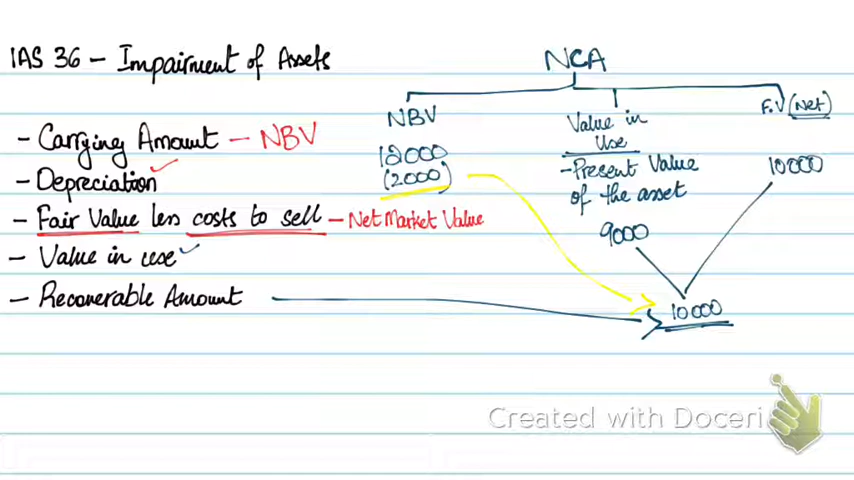 IAS 36 - Impairment of Assets
- Carrying Amount - NBV
- Depreciation
- Fair Value less costs to sell - Net Market Value
- Value in use
- Recoverable Amount
NCA
NBV
12000
(2000)
Value in
Use
- Present Value
of the asset
9000
F.V (Net)
10000
10000
Created with Doceri